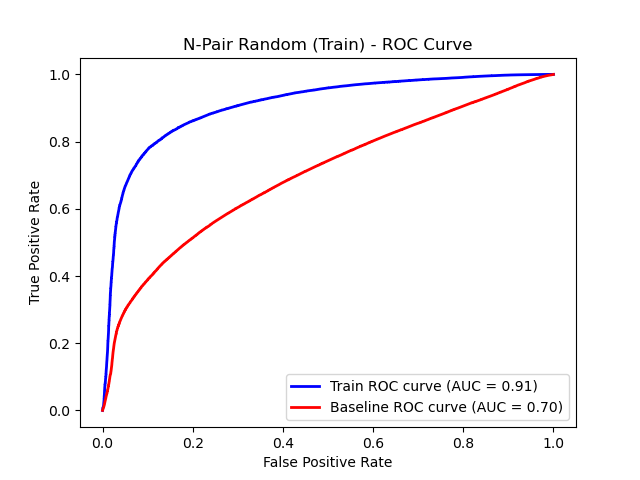 N-Pair Random (Train) - ROC Curve
True Positive Rate
1.0
0.8
0.6
0.4
0.2
0.0
Train ROC curve (AUC = 0.91)
Baseline ROC curve (AUC = 0.70)
0.0 0.2 0.4 0.6 0.8 1.0
False Positive Rate